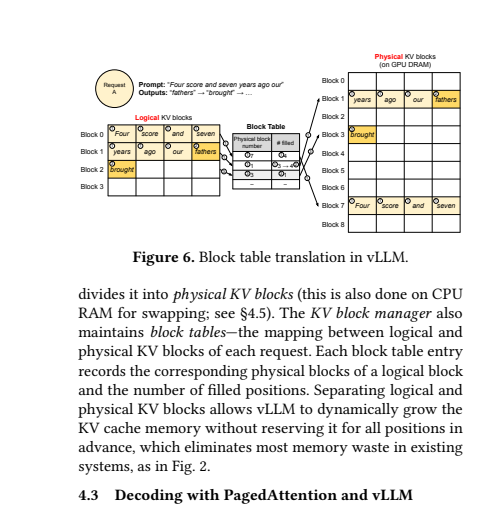 Physical KV blocks
(on GPU DRAM)
Request
A
Prompt: "Four score and seven years ago our"
Outputs: "fathers" → "brought" → ...
Logical KV blocks
Block 0 Four score and seven
Block 1 years ago our fathers
Block 2 brought
Block 3
Block Table
Physical block number # filled
7 4
1 3 → 4
3 1
– –
Block 0
Block 1 years ago our fathers
Block 2
Block 3 brought
Block 4
Block 5
Block 6
Block 7 Four score and seven
Block 8
Figure 6. Block table translation in vLLM.
divides it into physical KV blocks (this is also done on CPU
RAM for swapping; see §4.5). The KV block manager also
maintains block tables—the mapping between logical and
physical KV blocks of each request. Each block table entry
records the corresponding physical blocks of a logical block
and the number of filled positions. Separating logical and
physical KV blocks allows vLLM to dynamically grow the
KV cache memory without reserving it for all positions in
advance, which eliminates most memory waste in existing
systems, as in Fig. 2.
4.3 Decoding with PagedAttention and vLLM